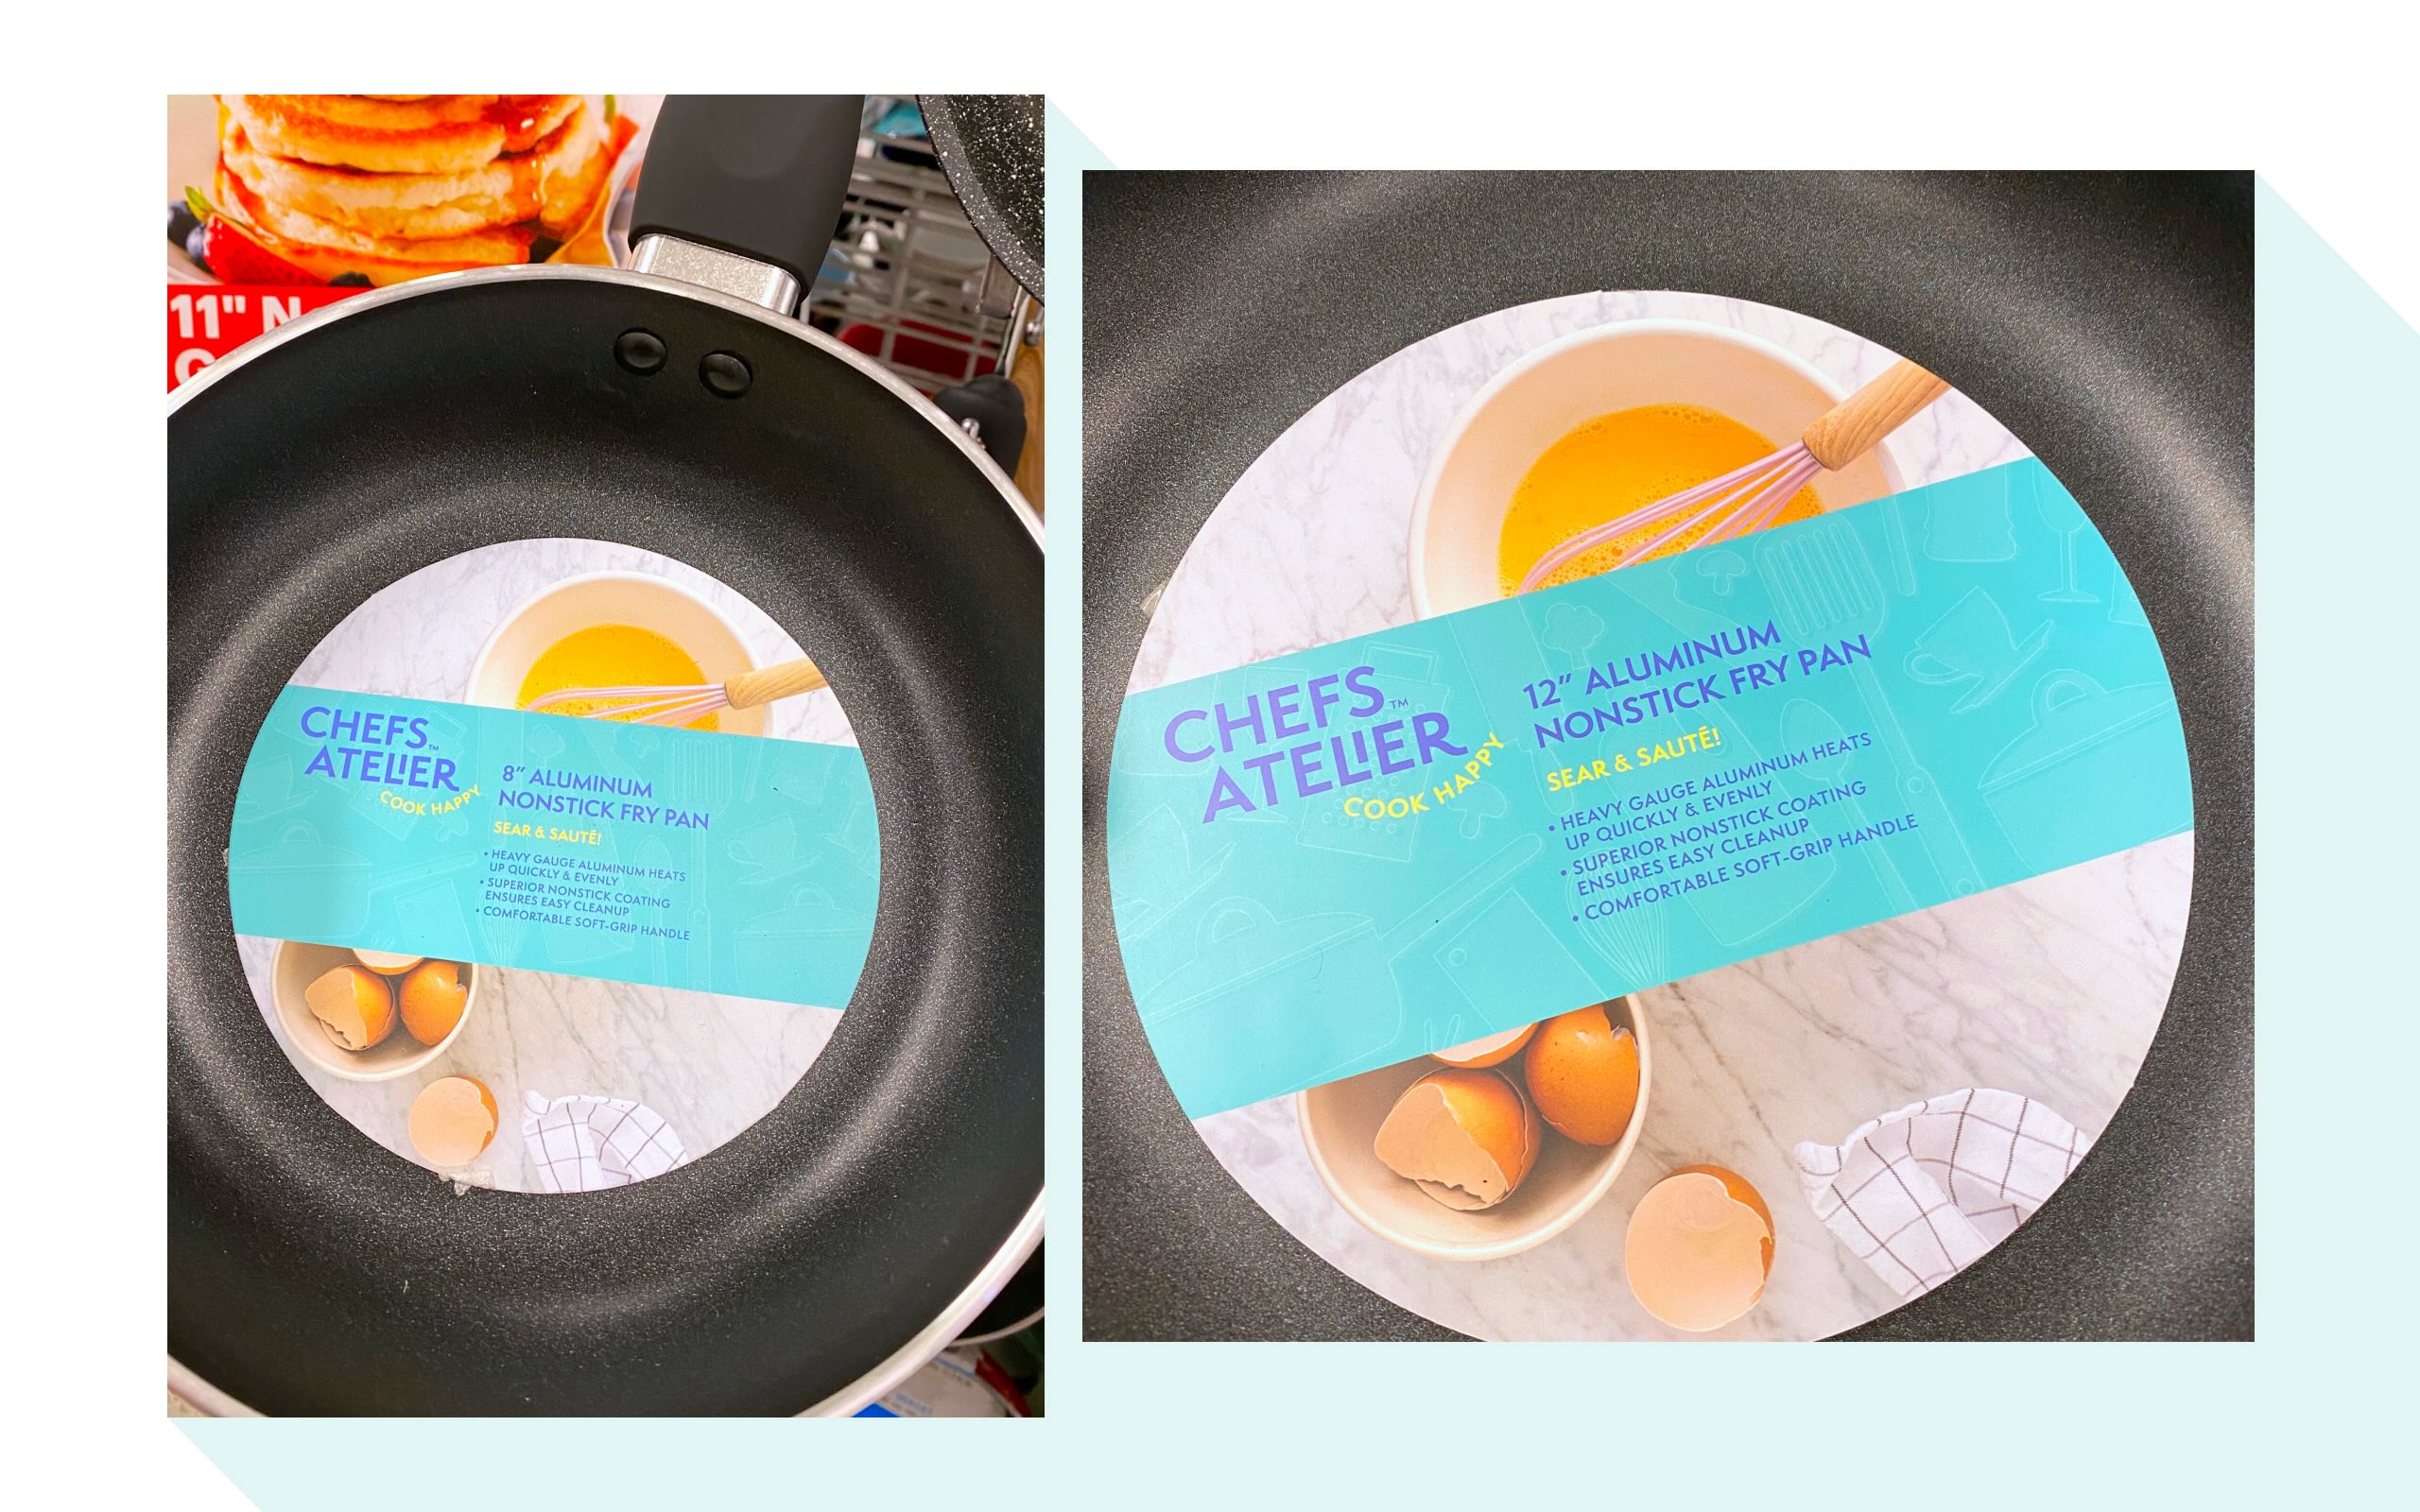 11" N
G
CHEFS™
ATELIER
COOK HAPPY
8" ALUMINUM
NONSTICK FRY PAN
SEAR & SAUTÉ!
• HEAVY GAUGE ALUMINUM HEATS
UP QUICKLY & EVENLY
• SUPERIOR NONSTICK COATING
ENSURES EASY CLEANUP
• COMFORTABLE SOFT-GRIP HANDLE
CHEFS™
ATELIER
COOK HAPPY
12" ALUMINUM
NONSTICK FRY PAN
SEAR & SAUTÉ!
• HEAVY GAUGE ALUMINUM HEATS
UP QUICKLY & EVENLY
• SUPERIOR NONSTICK COATING
ENSURES EASY CLEANUP
• COMFORTABLE SOFT-GRIP HANDLE